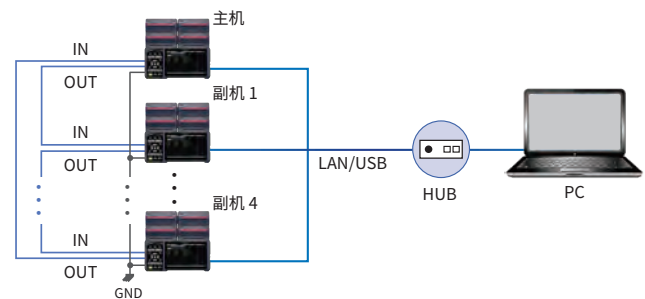 主机
IN
OUT
副机 1
IN
OUT
LAN/USB
HUB
PC
副机 4
IN
OUT
GND